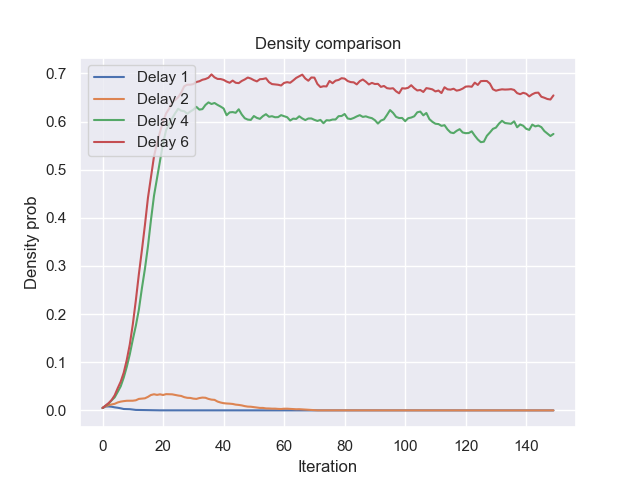 Density comparison
Delay 1
Delay 2
Delay 4
Delay 6
0.7
0.6
0.5
0.4
0.3
0.2
0.1
0.0
Density prob
0 20 40 60 80 100 120 140
Iteration